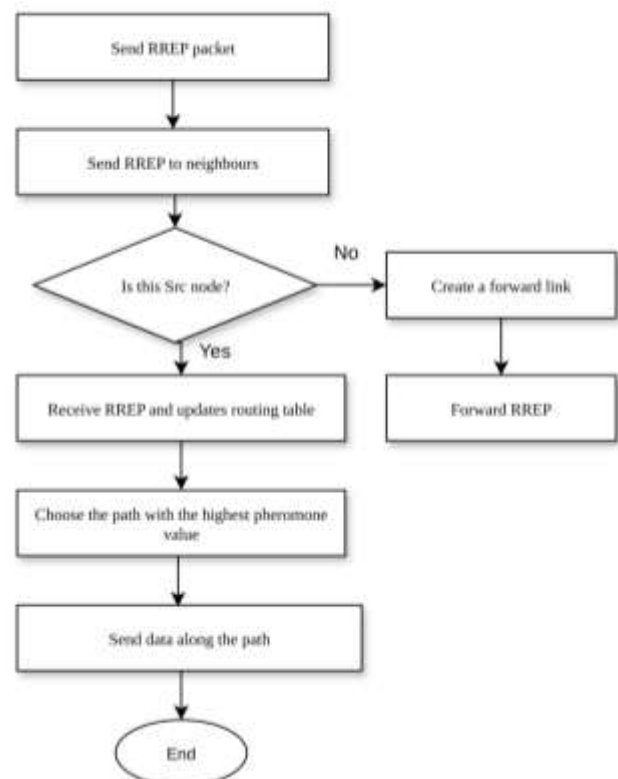 Send RREP packet
Send RREP to neighbours
Is this Src node?
No
Create a forward link
Yes
Forward RREP
Receive RREP and updates routing table
Choose the path with the highest pheromone
value
Send data along the path
End